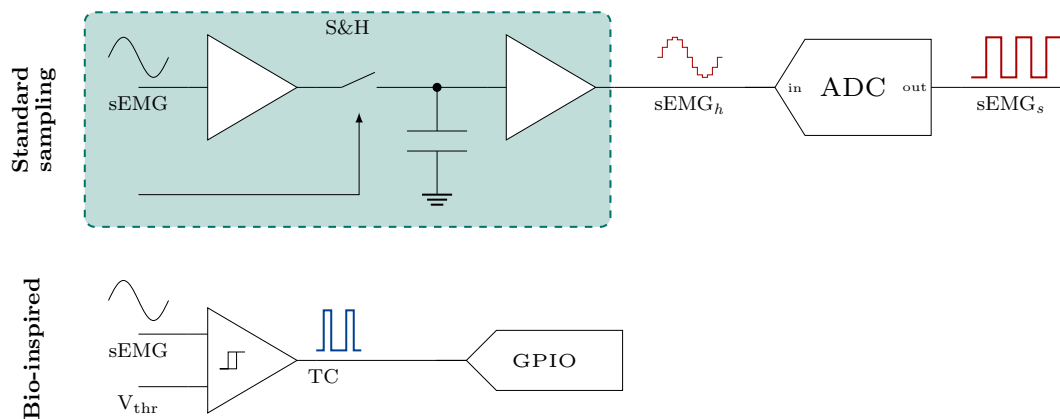 Standard
sampling
S&H
sEMG
sEMG_h
in
ADC
out
sEMG_s
Bio-inspired
sEMG
V_thr
TC
GPIO